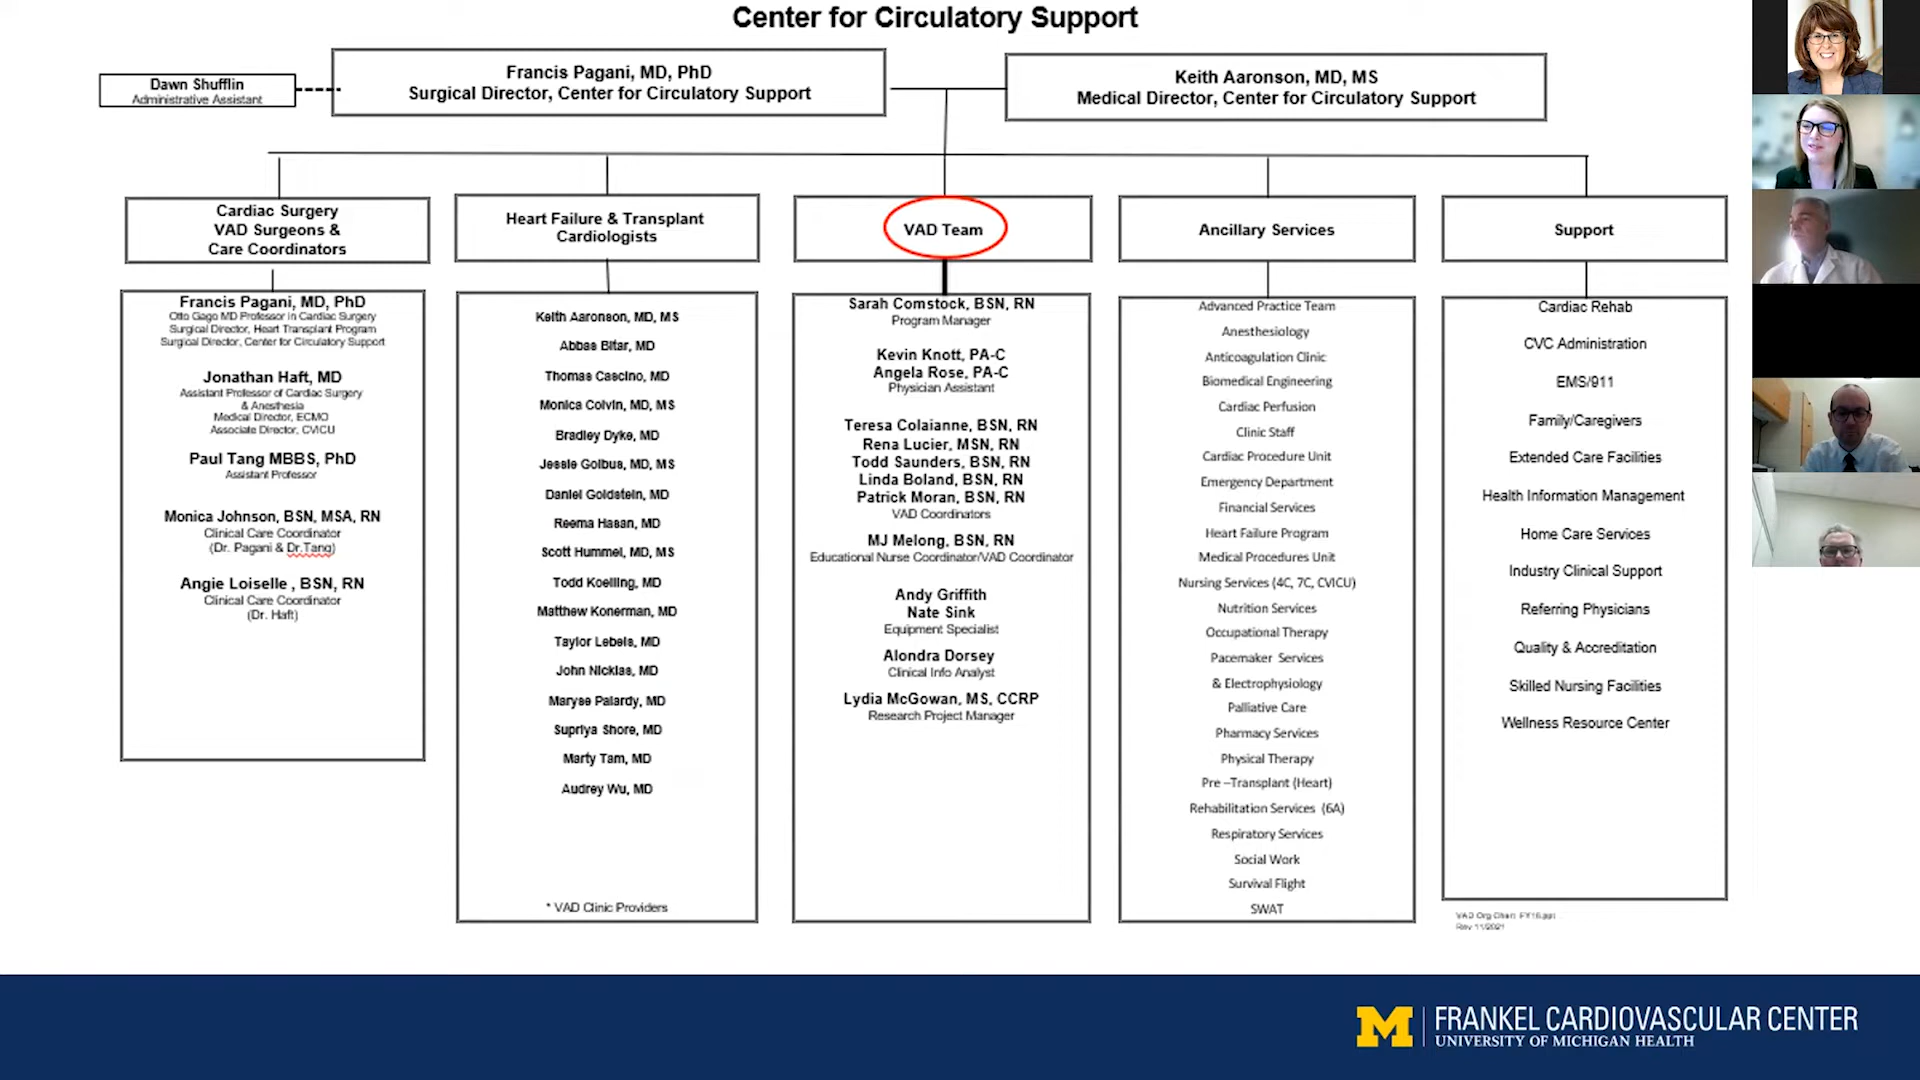 Center for Circulatory Support
Dawn Shufflin
Administrative Assistant
Francis Pagani, MD, PhD
Surgical Director, Center for Circulatory Support
Keith Aaronson, MD, MS
Medical Director, Center for Circulatory Support
Cardiac Surgery
VAD Surgeons &
Care Coordinators
Francis Pagani, MD, PhD
Otto Gago MD Professor in Cardiac Surgery
Surgical Director, Heart Transplant Program
Surgical Director, Center for Circulatory Support
Jonathan Haft, MD
Assistant Professor of Cardiac Surgery
& Anesthesia
Medical Director, ECMO
Associate Director, CVICU
Paul Tang MBBS, PhD
Assistant Professor
Monica Johnson, BSN, MSA, RN
Clinical Care Coordinator
(Dr. Pagani & Dr.Tang)
Angie Loiselle , BSN, RN
Clinical Care Coordinator
(Dr. Haft)
Heart Failure & Transplant
Cardiologists
Keith Aaronson, MD, MS
Abbas Bitar, MD
Thomas Cascino, MD
Monica Colvin, MD, MS
Bradley Dyke, MD
Jessie Golbus, MD, MS
Daniel Goldstein, MD
Reema Hasan, MD
Scott Hummel, MD, MS
Todd Koelling, MD
Matthew Konerman, MD
Taylor Lebeis, MD
John Nicklas, MD
Maryse Palardy, MD
Supriya Shore, MD
Marty Tam, MD
Audrey Wu, MD
* VAD Clinic Providers
VAD Team
Sarah Comstock, BSN, RN
Program Manager
Kevin Knott, PA-C
Angela Rose, PA-C
Physician Assistant
Teresa Colaianne, BSN, RN
Rena Lucier, MSN, RN
Todd Saunders, BSN, RN
Linda Boland, BSN, RN
Patrick Moran, BSN, RN
VAD Coordinators
MJ Melong, BSN, RN
Educational Nurse Coordinator/VAD Coordinator
Andy Griffith
Nate Sink
Equipment Specialist
Alondra Dorsey
Clinical Info Analyst
Lydia McGowan, MS, CCRP
Research Project Manager
Ancillary Services
Advanced Practice Team
Anesthesiology
Anticoagulation Clinic
Biomedical Engineering
Cardiac Perfusion
Clinic Staff
Cardiac Procedure Unit
Emergency Department
Financial Services
Heart Failure Program
Medical Procedures Unit
Nursing Services (4C, 7C, CVICU)
Nutrition Services
Occupational Therapy
Pacemaker Services
& Electrophysiology
Palliative Care
Pharmacy Services
Physical Therapy
Pre –Transplant (Heart)
Rehabilitation Services (6A)
Respiratory Services
Social Work
Survival Flight
SWAT
Support
Cardiac Rehab
CVC Administration
EMS/911
Family/Caregivers
Extended Care Facilities
Health Information Management
Home Care Services
Industry Clinical Support
Referring Physicians
Quality & Accreditation
Skilled Nursing Facilities
Wellness Resource Center
VAD Org Chart FY16.ppt
Rev 11/2021
M
FRANKEL CARDIOVASCULAR CENTER
UNIVERSITY OF MICHIGAN HEALTH